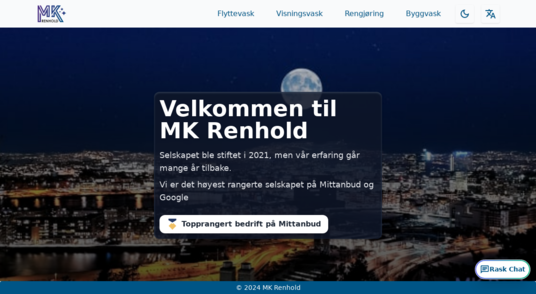 MK
RENHOLD
Flyttevask
Visningsvask
Rengjøring
Byggvask
Velkommen til
MK Renhold
Selskapet ble stiftet i 2021, men vår erfaring går
mange år tilbake.
Vi er det høyest rangerte selskapet på Mittanbud og
Google
Topprangert bedrift på Mittanbud
Rask Chat
© 2024 MK Renhold